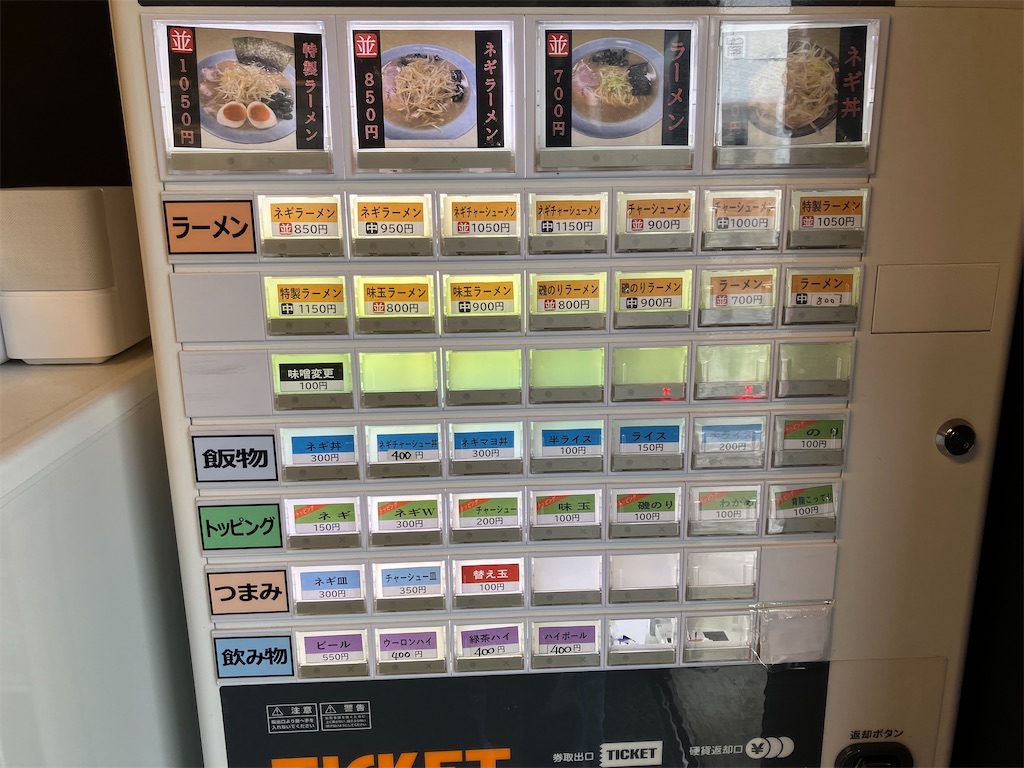 並
1050円
特製ラーメン
並
850円
ネギラーメン
並
700円
ラーメン
ネギ丼
ラーメン
ネギラーメン
並 850円
ネギラーメン
中 950円
ネギチャーシューメン
並 1050円
ネギチャーシューメン
中 1150円
チャーシューメン
並 900円
チャーシューメン
中 1000円
特製ラーメン
並 1050円
特製ラーメン
中 1150円
味玉ラーメン
並 800円
味玉ラーメン
中 900円
磯のりラーメン
並 800円
磯のりラーメン
中 900円
ラーメン
並 700円
ラーメン
中 800円
味噌変更
100円
飯物
ネギ丼
300円
ネギチャーシュー丼
400円
ネギマヨ丼
300円
半ライス
100円
ライス
150円
ライス
200円
のり
100円
トッピング
ネギ
150円
ネギW
300円
チャーシュー
200円
味玉
100円
磯のり
100円
わかめ
100円
背脂こってり
100円
つまみ
ネギ皿
300円
チャーシュー皿
350円
替え玉
100円
飲み物
ビール
550円
ウーロンハイ
400円
緑茶ハイ
400円
ハイボール
400円
注意
警告
TICKET
券取出口
TICKET
硬貨返却口
¥
返却ボタン